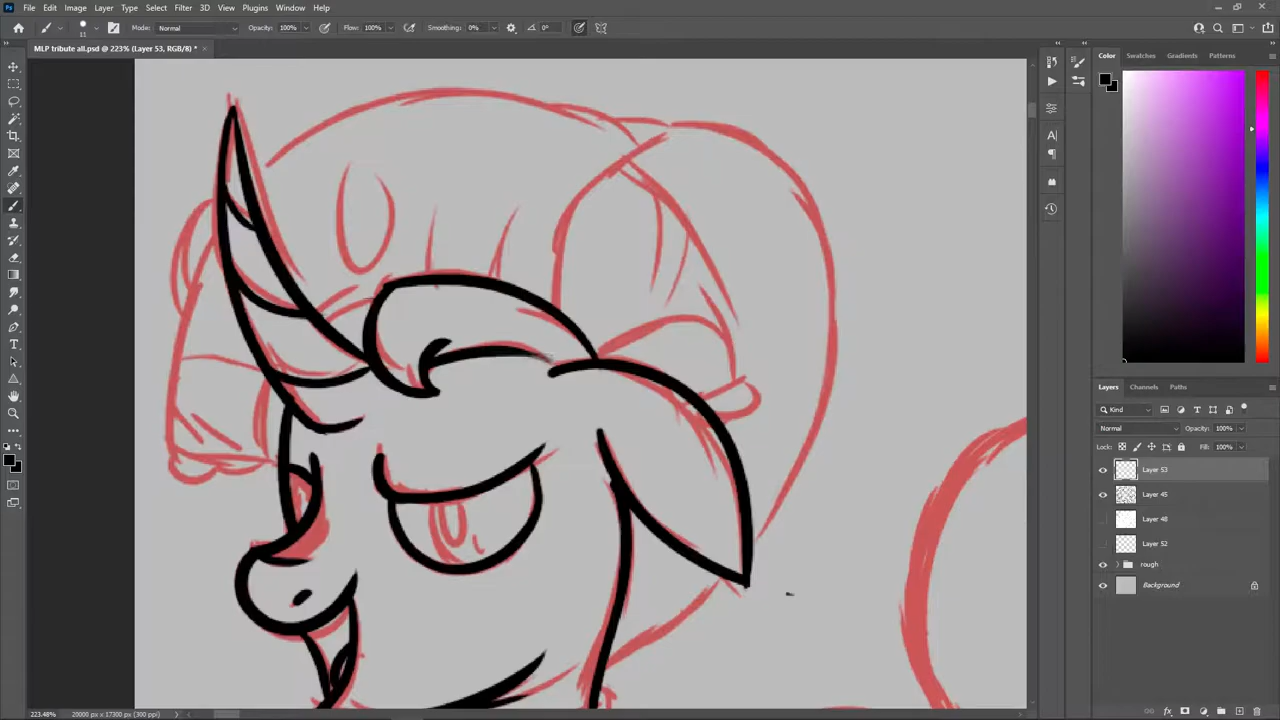 Ps File Edit Image Layer Type Select Filter 3D View Plugins Window Help
11 Mode: Normal Opacity: 100% Flow: 100% Smoothing: 0% 0°
MLP tribute all.psd @ 223% (Layer 53, RGB/8) * ×
Color Swatches Gradients Patterns
Layers Channels Paths
Kind
Normal Opacity: 100%
Lock: Fill: 100%
Layer 53
Layer 45
Layer 48
Layer 52
rough
Background
223.48% 20000 px x 17300 px (300 ppi)